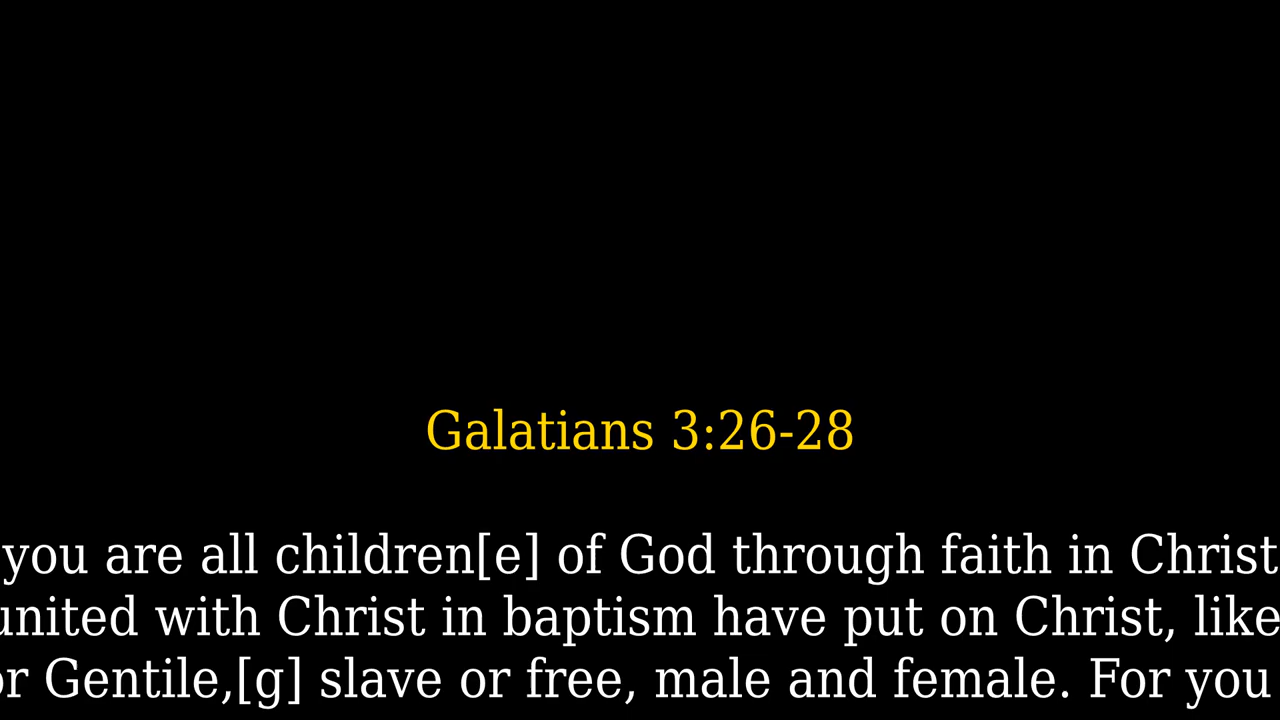 Galatians 3:26-28
you are all children[e] of God through faith in Christ
united with Christ in baptism have put on Christ, like
or Gentile,[g] slave or free, male and female. For you